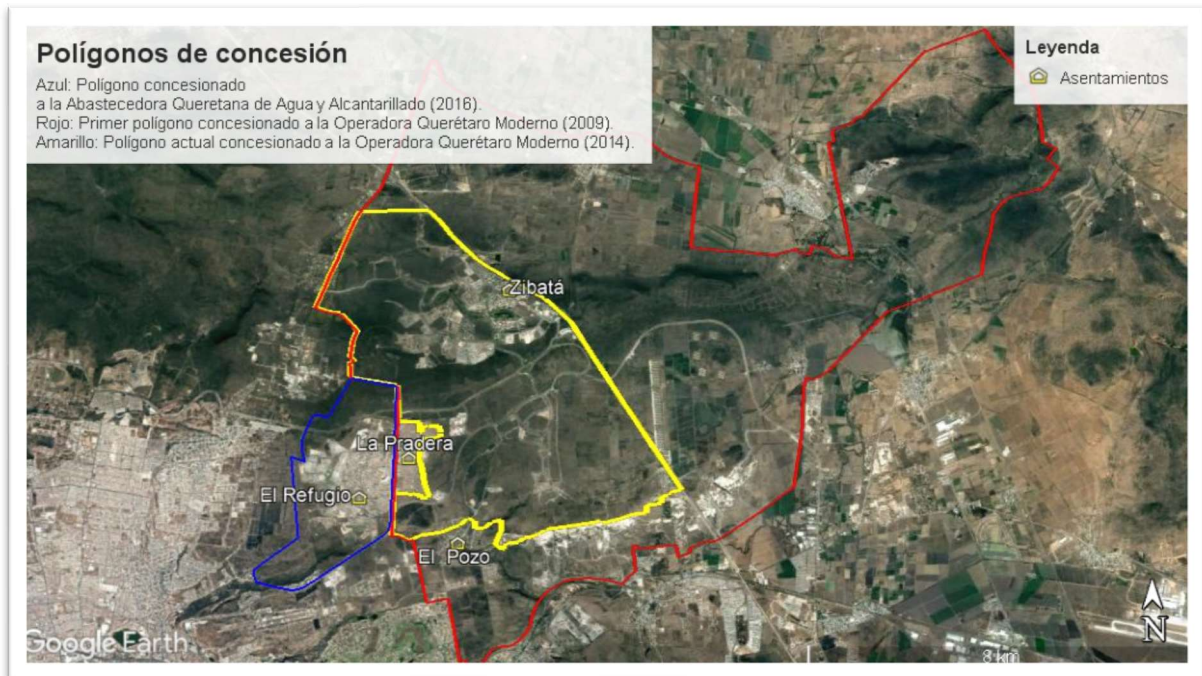 Polígonos de concesión
Azul: Polígono concesionado
a la Abastecedora Queretana de Agua y Alcantarillado (2016).
Rojo: Primer polígono concesionado a la Operadora Querétaro Moderno (2009).
Amarillo: Polígono actual concesionado a la Operadora Querétaro Moderno (2014).
Leyenda
Asentamientos
Zibatá
La Pradera
El Refugio
El Pozo
Google Earth
N
8 km